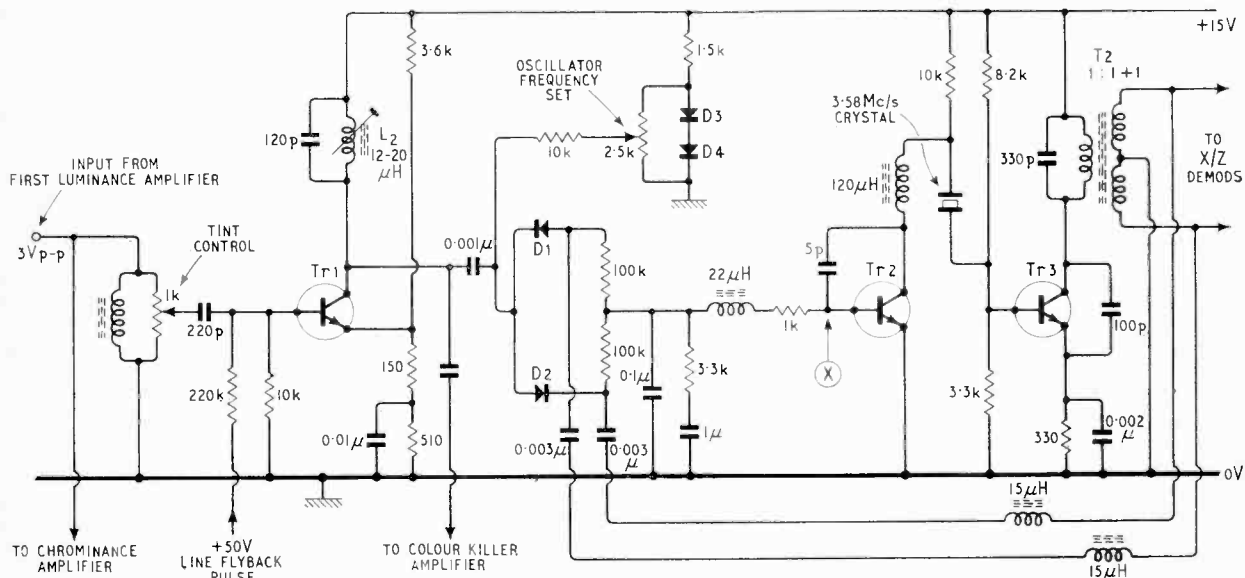 +15V
3·6k
1·5k
OSCILLATOR
FREQUENCY
SET
10k
8·2k
T2
1:1+1
3·58Mc/s
CRYSTAL
D3
D4
120p
L2
12-20
μH
10k
2·5k
330p
TO
X/Z
DEMODS
INPUT FROM
FIRST LUMINANCE AMPLIFIER
120μH
TINT
CONTROL
3Vp-p
0·001μ
D1
5p
Tr1
100k
22μH
Tr2
Tr3
1k
220p
1k
100p
150
D2
100k
X
220k
10k
0·1μ
3·3k
3·3k
0·01μ
510
0·003μ
0·003
μ
1μ
330
0·002
μ
0V
15μH
TO CHROMINANCE
AMPLIFIER
+50V
LINE FLYBACK
PULSE
TO COLOUR KILLER
AMPLIFIER
15μH